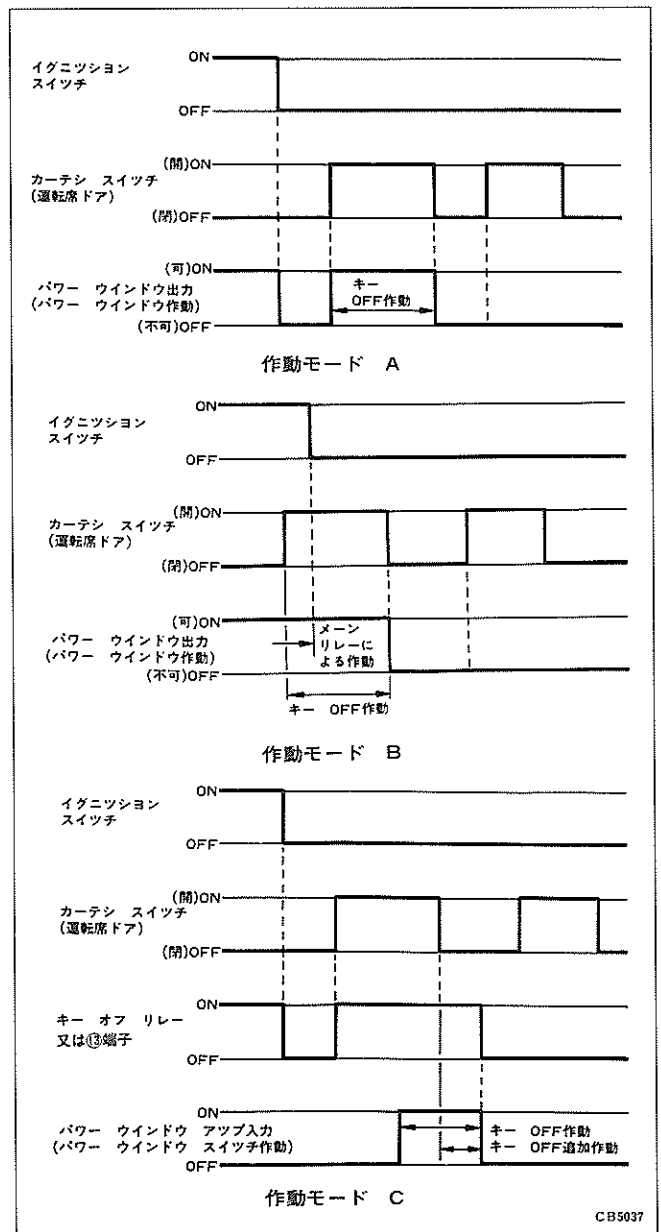 ON
イグニツション
スイツチ
OFF
(開)ON
カーテシ スイツチ
(運転席ドア)
(閉)OFF
(可)ON
パワー ウインドウ出力
(パワー ウインドウ作動)
キー
OFF作動
(不可)OFF
作動モード A
ON
イグニツション
スイツチ
OFF
(開)ON
カーテシ スイツチ
(運転席ドア)
(閉)OFF
(可)ON
パワー ウインドウ出力
(パワー ウインドウ作動)
メーン
リレーに
よる作動
(不可)OFF
キー OFF作動
作動モード B
ON
イグニツション
スイツチ
OFF
(開)ON
カーテシ スイツチ
(運転席ドア)
(閉)OFF
ON
キー オフ リレー
又は⑬端子
OFF
ON
パワー ウインドウ アツプ入力
(パワー ウインドウ スイツチ作動)
キー OFF作動
キー OFF追加作動
OFF
作動モード C
CB5037